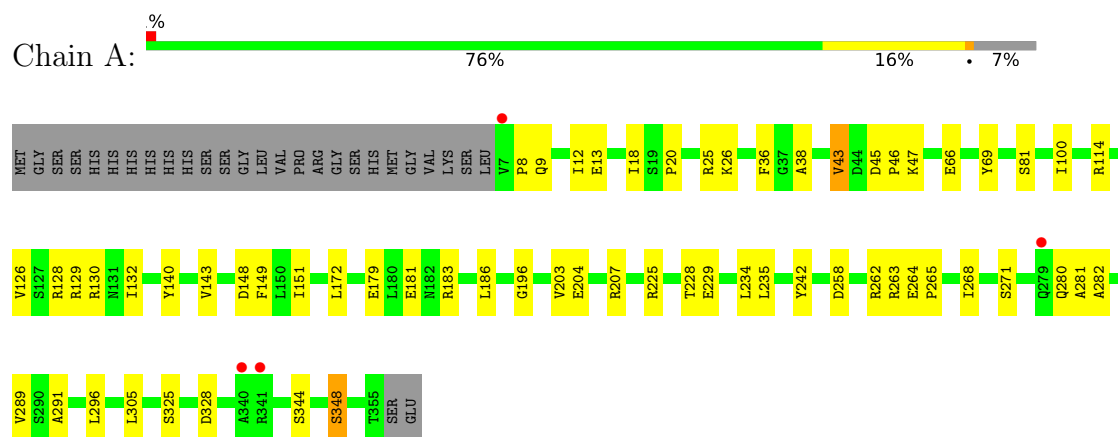 .%
Chain A:
76% 16% • 7%
MET GLY SER SER HIS HIS HIS HIS HIS HIS HIS HIS SER SER GLY LEU VAL PRO ARG GLY SER HIS MET GLY VAL LYS SER LEU V7 P8 Q9 I12 E13 I18 S19 P20 R25 K26 F36 G37 A38 V43 D44 D45 P46 K47 E66 Y69 S81 I100 R114
V126 S127 R128 R129 R130 N131 I132 Y140 V143 D148 F149 L150 I151 L172 E179 L180 E181 N182 R183 L186 G196 V203 E204 R207 R225 T228 E229 L234 L235 Y242 D258 R262 R263 E264 P265 I268 S271 Q279 Q280 A281 A282
V289 S290 A291 L296 L305 S325 D328 A340 R341 S344 S348 T355 SER GLU